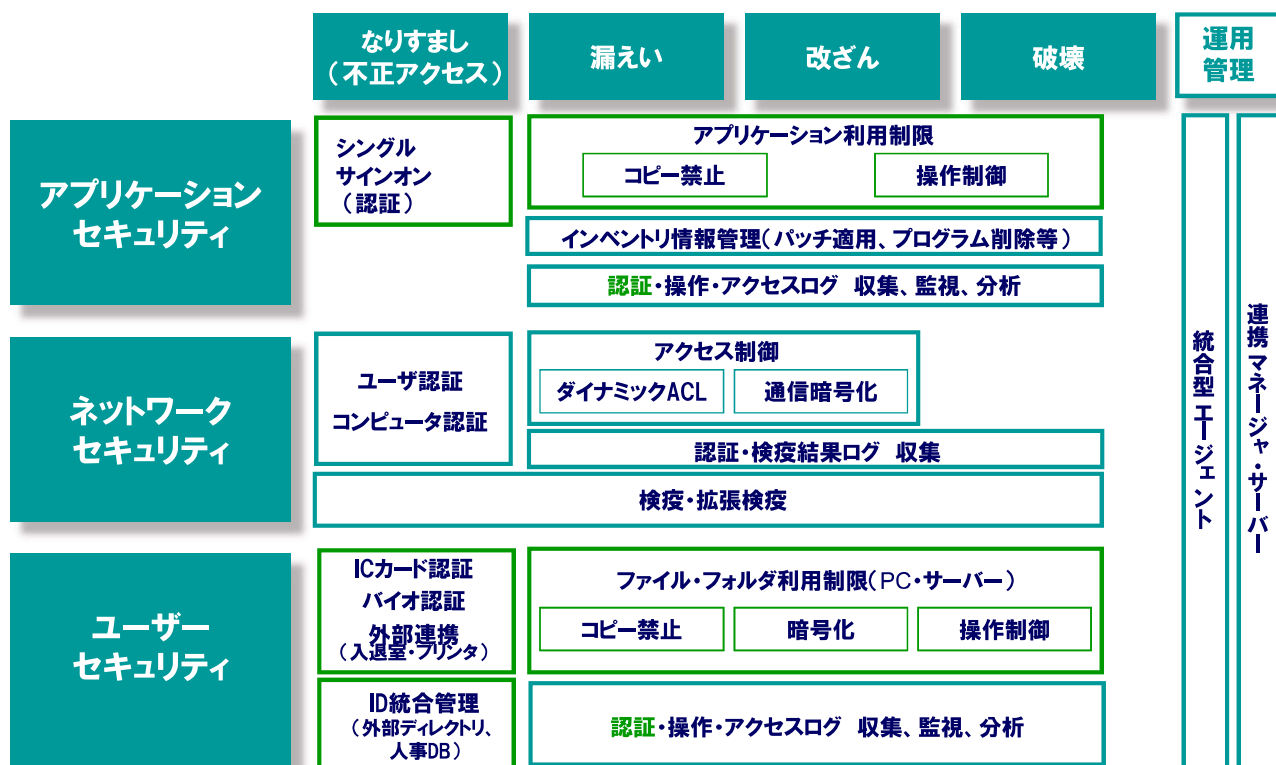 なりすまし
（不正アクセス）
漏えい
改ざん
破壊
運用
管理
アプリケーション
セキュリティ
シングル
サインオン
（認証）
アプリケーション利用制限
コピー禁止
操作制御
インベントリ情報管理（パッチ適用、プログラム削除等）
認証・操作・アクセスログ　収集、監視、分析
ネットワーク
セキュリティ
ユーザ認証
コンピュータ認証
アクセス制御
ダイナミックACL
通信暗号化
認証・検疫結果ログ　収集
検疫・拡張検疫
ユーザー
セキュリティ
ICカード認証
バイオ認証
外部連携
（入退室・プリンタ）
ファイル・フォルダ利用制限（PC・サーバー）
コピー禁止
暗号化
操作制御
ID統合管理
（外部ディレクトリ、
人事DB）
認証・操作・アクセスログ　収集、監視、分析
統合型エージェント
連携マネージャ・サーバー